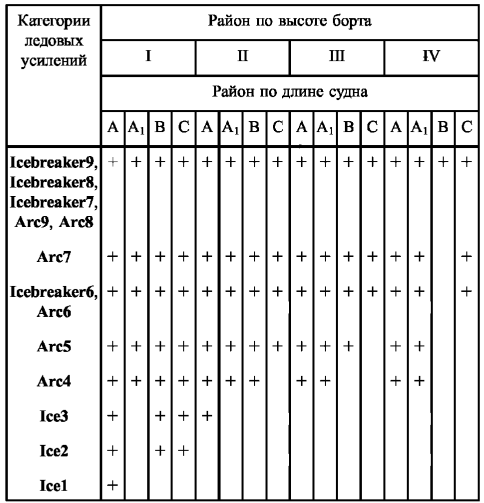 Категории ледовых усилений
Район по высоте борта
I II III IV
Район по длине судна
A A₁ B C A A₁ B C A A₁ B C A A₁ B C
Icebreaker9, + + + + + + + + + + + + + + + +
Icebreaker8,
Icebreaker7,
Arc9, Arc8
Arc7 + + + + + + + + + + + + + + +
Icebreaker6, + + + + + + + + + + + + + + +
Arc6
Arc5 + + + + + + + + + + + + +
Arc4 + + + + + + + + + + +
Ice3 + + + +
Ice2 + + +
Ice1 +